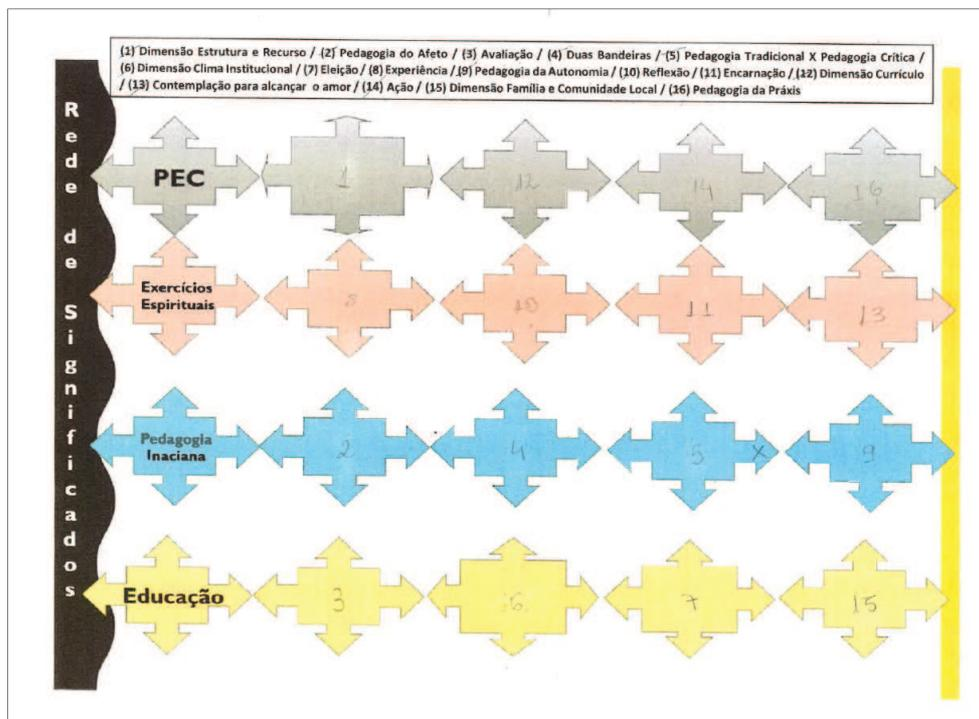 (1) Dimensão Estrutura e Recurso / (2) Pedagogia do Afeto / (3) Avaliação / (4) Duas Bandeiras / (5) Pedagogia Tradicional X Pedagogia Crítica /
(6) Dimensão Clima Institucional / (7) Eleição / (8) Experiência / (9) Pedagogia da Autonomia / (10) Reflexão / (11) Encarnação / (12) Dimensão Currículo
/ (13) Contemplação para alcançar o amor / (14) Ação / (15) Dimensão Família e Comunidade Local / (16) Pedagogia da Práxis
Rede de Significados
PEC 1 12 14 16
Exercícios
Espirituais 8 10 11 13
Pedagogia
Inaciana 2 4 5 X 9
Educação 3 6 7 15